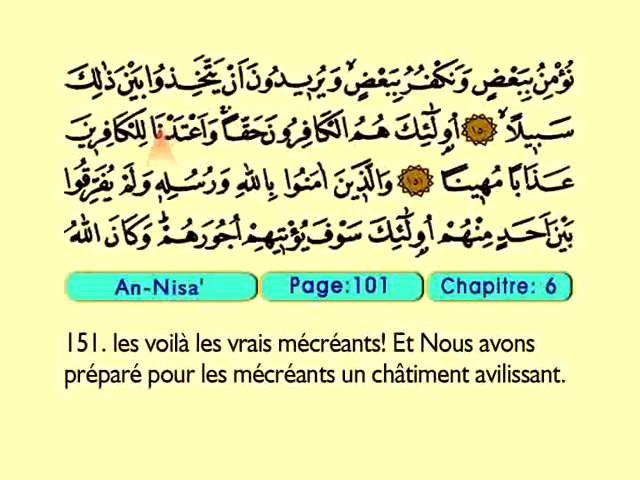 نُؤْمِنُ بِبَعْضٍ وَنَكْفُرُ بِبَعْضٍ وَيُرِيدُونَ أَنْ يَتَّخِذُوا بَيْنَ ذَٰلِكَ
سَبِيلًا ۝١٥٠ أُولَٰئِكَ هُمُ الْكَافِرُونَ حَقًّا وَأَعْتَدْنَا لِلْكَافِرِينَ
عَذَابًا مُهِينًا ۝١٥١ وَالَّذِينَ آمَنُوا بِاللَّهِ وَرُسُلِهِ وَلَمْ يُفَرِّقُوا
بَيْنَ أَحَدٍ مِنْهُمْ أُولَٰئِكَ سَوْفَ يُؤْتِيهِمْ أُجُورَهُمْ وَكَانَ اللَّهُ
An-Nisa' Page:101 Chapitre: 6
151. les voilà les vrais mécréants! Et Nous avons
préparé pour les mécréants un châtiment avilissant.